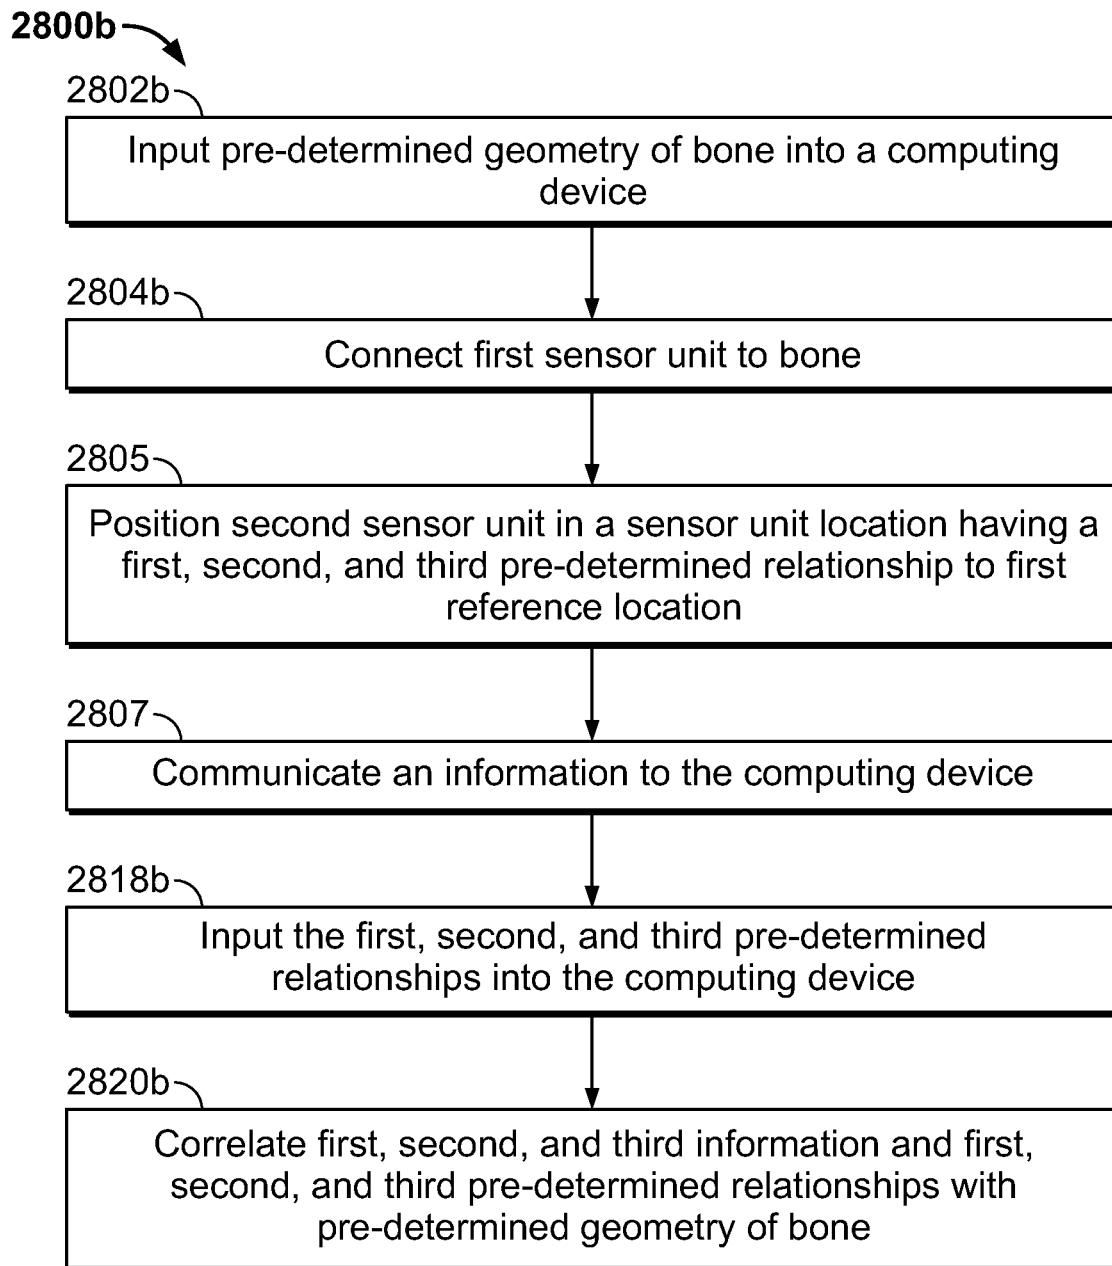 2800b
2802b
Input pre-determined geometry of bone into a computing
device
2804b
Connect first sensor unit to bone
2805
Position second sensor unit in a sensor unit location having a
first, second, and third pre-determined relationship to first
reference location
2807
Communicate an information to the computing device
2818b
Input the first, second, and third pre-determined
relationships into the computing device
2820b
Correlate first, second, and third information and first,
second, and third pre-determined relationships with
pre-determined geometry of bone